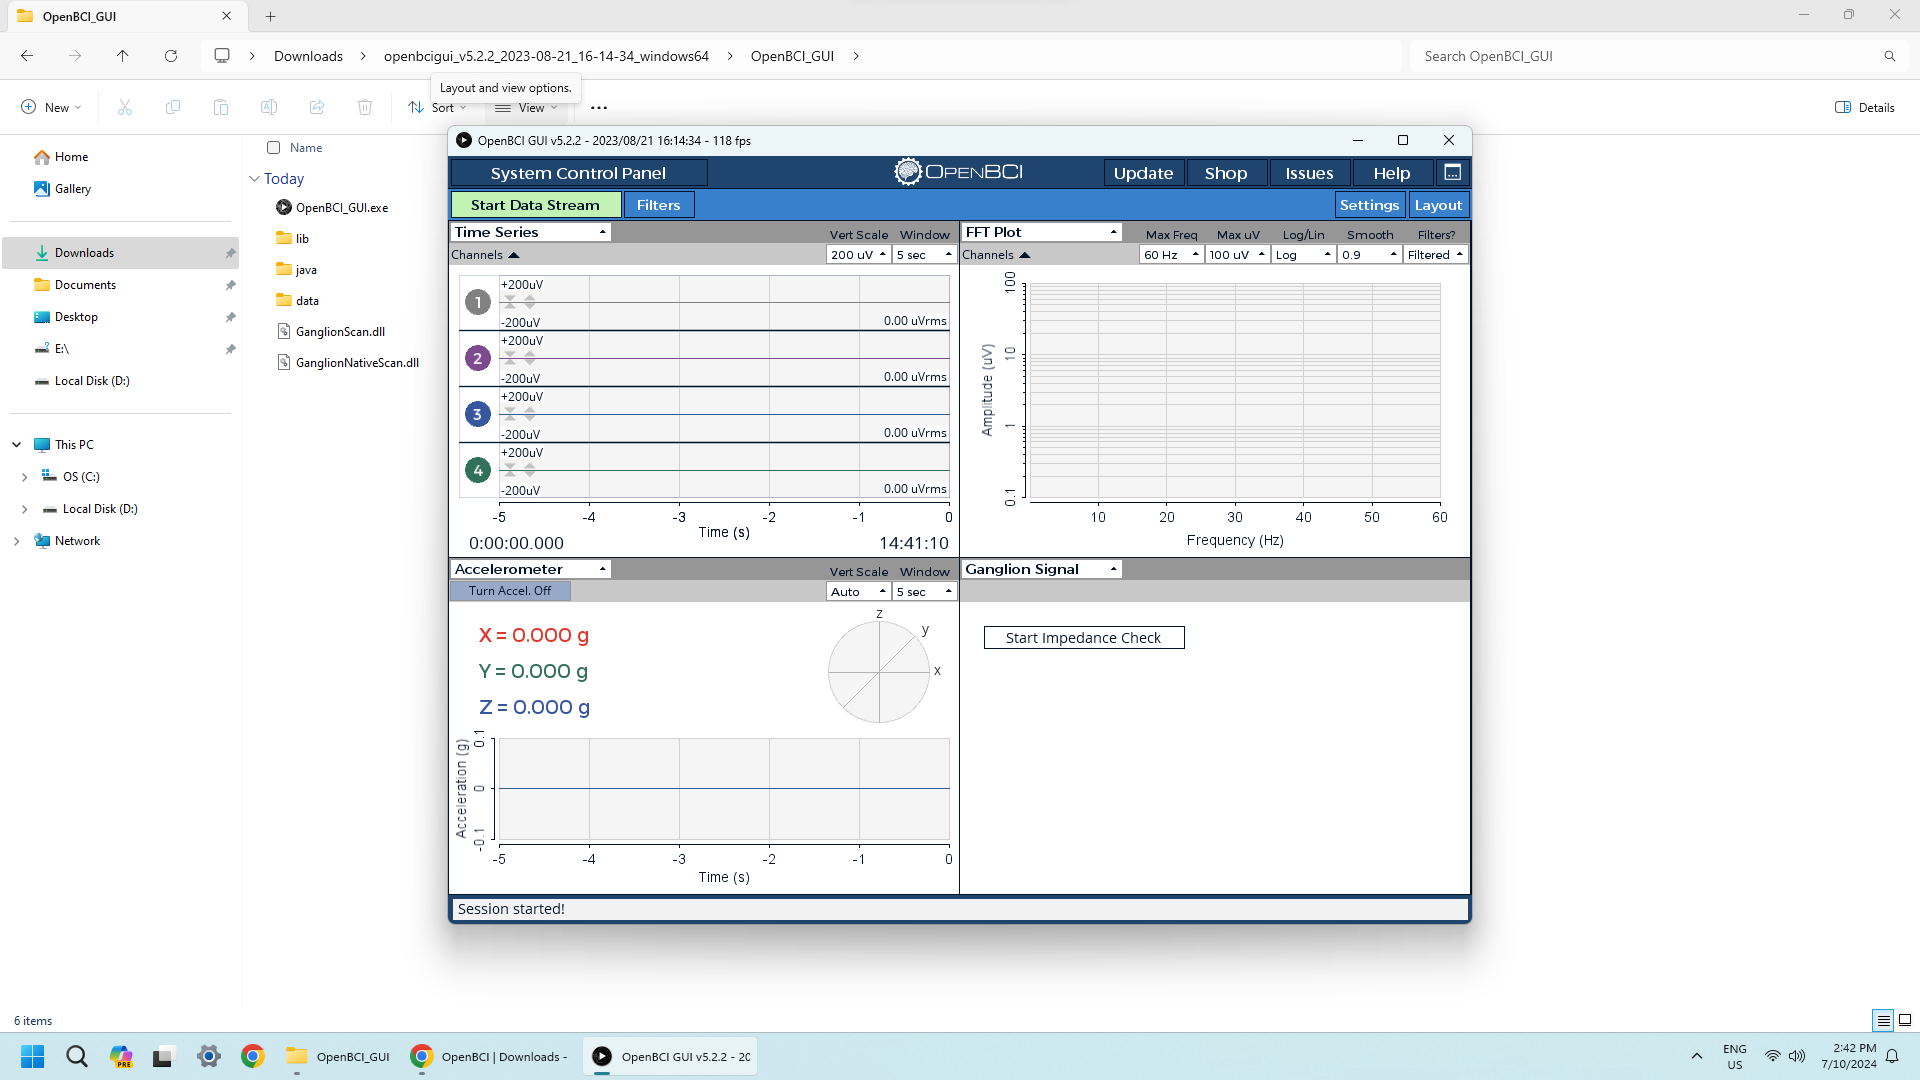 OpenBCI_GUI
Downloads
openbcigui_v5.2.2_2023-08-21_16-14-34_windows64
OpenBCI_GUI
Search OpenBCI_GUI
Layout and view options.
New
Sort
View
Details
Home
Gallery
Downloads
Documents
Desktop
E:\
Local Disk (D:)
This PC
OS (C:)
Local Disk (D:)
Network
Name
Today
OpenBCI_GUI.exe
lib
java
data
GanglionScan.dll
GanglionNativeScan.dll
OpenBCI GUI v5.2.2 - 2023/08/21 16:14:34 - 118 fps
System Control Panel
OPENBCI
Update
Shop
Issues
Help
Start Data Stream
Filters
Settings
Layout
Time Series
Vert Scale
Window
Channels
200 uV
5 sec
1
+200uV
-200uV
0.00 uVrms
2
+200uV
-200uV
0.00 uVrms
3
+200uV
-200uV
0.00 uVrms
4
+200uV
-200uV
0.00 uVrms
-5 -4 -3 -2 -1 0
Time (s)
0:00:00.000
14:41:10
FFT Plot
Max Freq
Max uV
Log/Lin
Smooth
Filters?
Channels
60 Hz
100 uV
Log
0.9
Filtered
Amplitude (uV)
100
10
1
0.1
10 20 30 40 50 60
Frequency (Hz)
Accelerometer
Vert Scale
Window
Turn Accel. Off
Auto
5 sec
X = 0.000 g
Y = 0.000 g
Z = 0.000 g
z
y
x
Acceleration (g)
0.1
0
-0.1
-5 -4 -3 -2 -1 0
Time (s)
Ganglion Signal
Start Impedance Check
Session started!
6 items
PRE
OpenBCI_GUI
OpenBCI | Downloads -
OpenBCI GUI v5.2.2 - 20
ENG
US
2:42 PM
7/10/2024